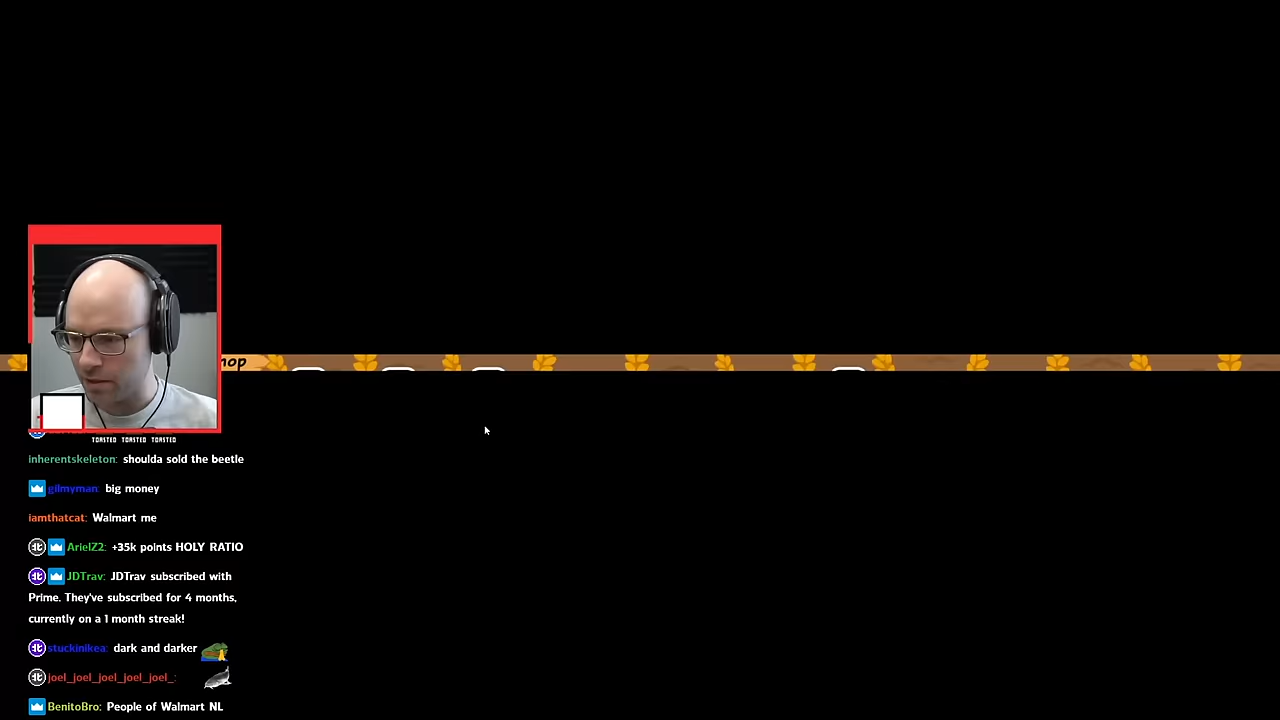 hop
TOASTED TOASTED TOASTED
inherentskeleton: shoulda sold the beetle
gilmyman: big money
iamthatcat: Walmart me
ArielZ2: +35k points HOLY RATIO
JDTrav: JDTrav subscribed with
Prime. They've subscribed for 4 months,
currently on a 1 month streak!
stuckinikea: dark and darker
joel_joel_joel_joel_joel_:
BenitoBro: People of Walmart NL